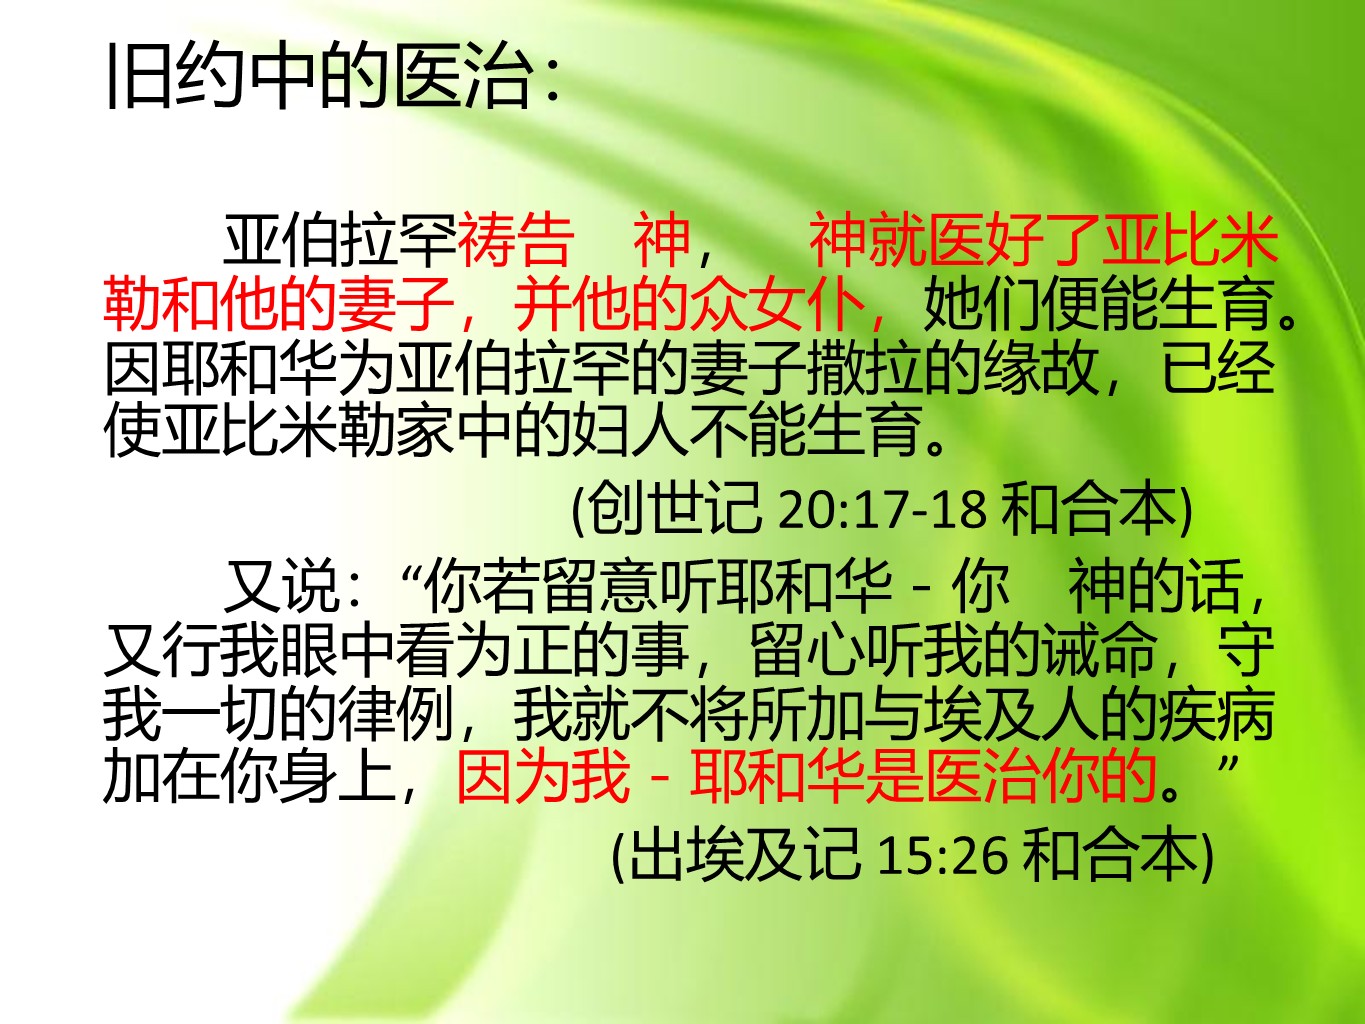 旧约中的医治：
亚伯拉罕祷告　神，　神就医好了亚比米
勒和他的妻子，并他的众女仆，她们便能生育。
因耶和华为亚伯拉罕的妻子撒拉的缘故，已经
使亚比米勒家中的妇人不能生育。
(创世记 20:17-18 和合本)
又说：“你若留意听耶和华－你　神的话，
又行我眼中看为正的事，留心听我的诫命，守
我一切的律例，我就不将所加与埃及人的疾病
加在你身上，因为我－耶和华是医治你的。”
(出埃及记 15:26 和合本)